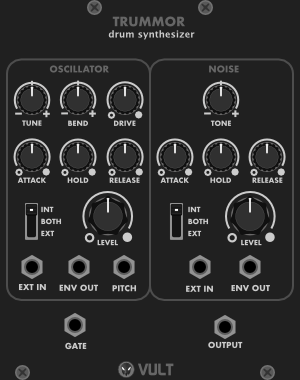 TRUMMOR
drum synthesizer
OSCILLATOR
TUNE BEND DRIVE
ATTACK HOLD RELEASE
INT
BOTH
EXT
LEVEL
EXT IN ENV OUT PITCH
NOISE
TONE
ATTACK HOLD RELEASE
INT
BOTH
EXT
LEVEL
EXT IN ENV OUT
GATE OUTPUT
VULT